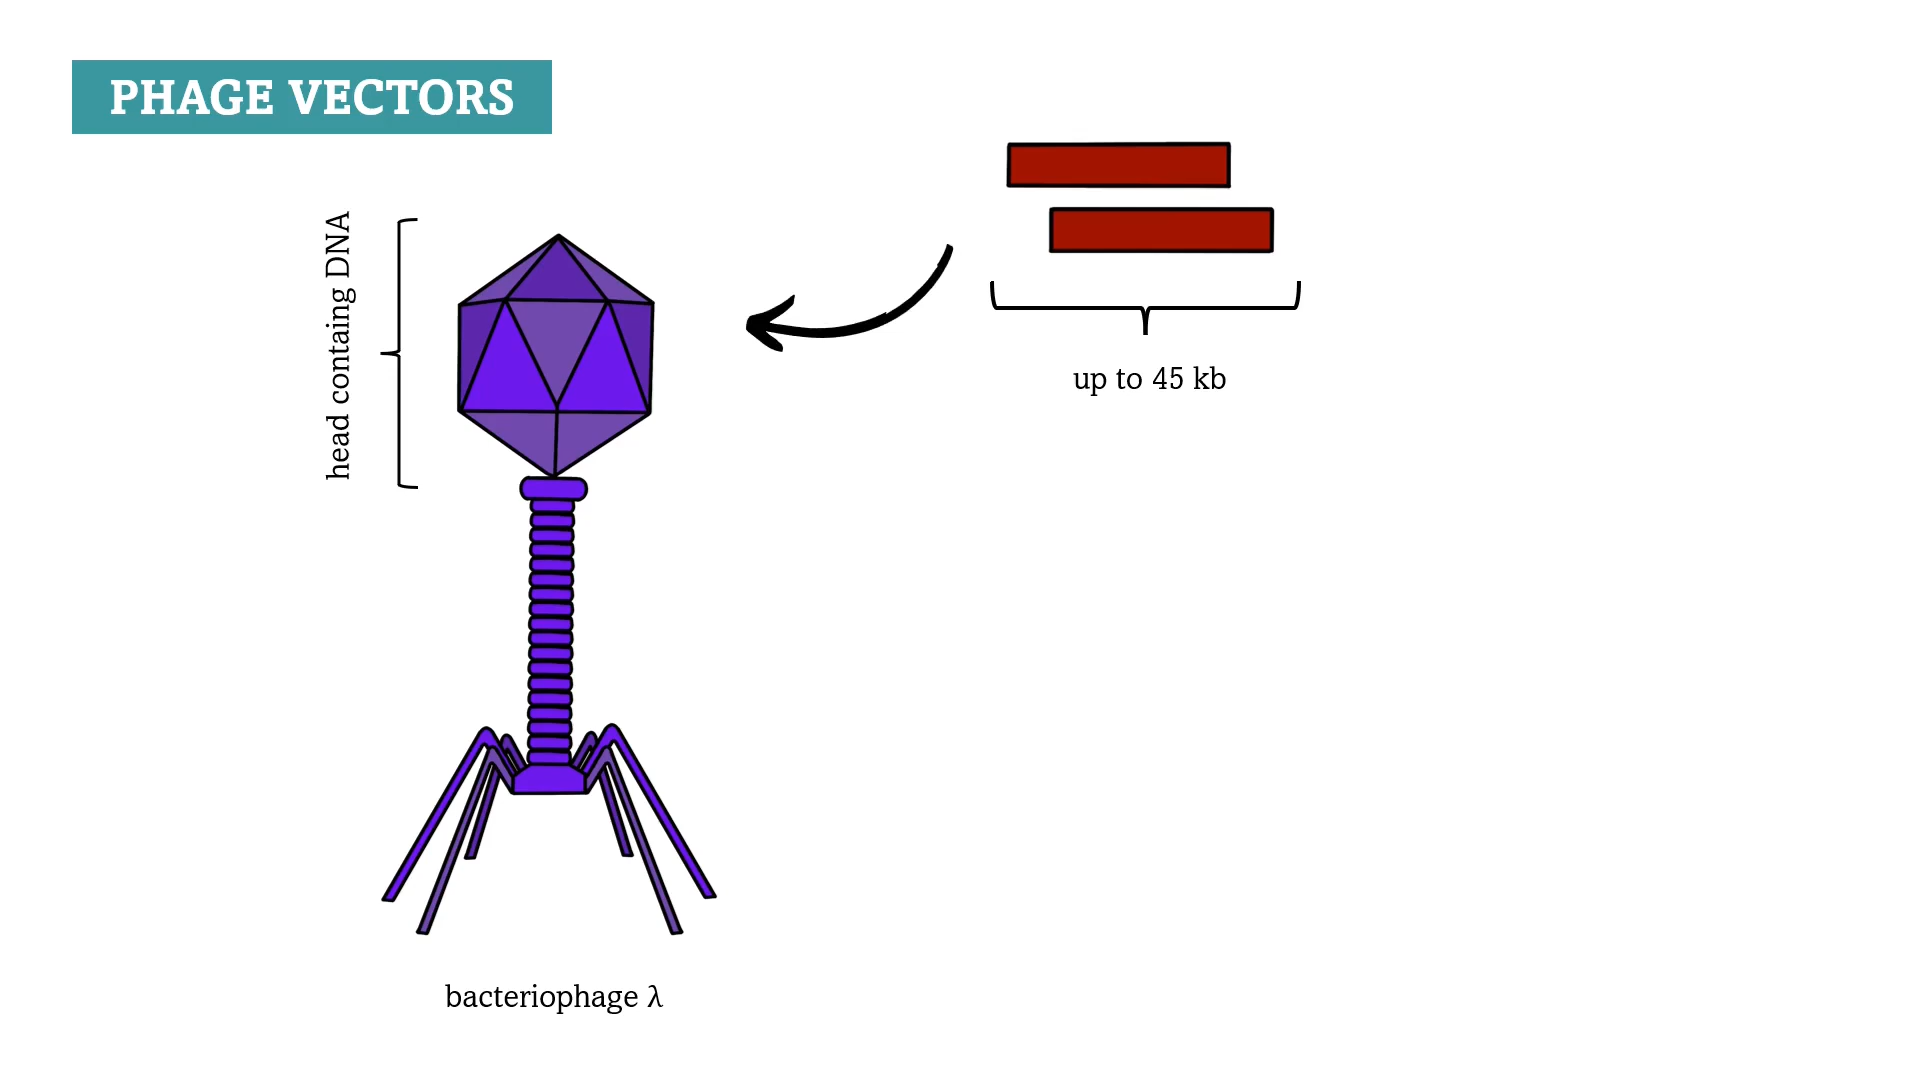 PHAGE VECTORS
head containg DNA
up to 45 kb
bacteriophage λ